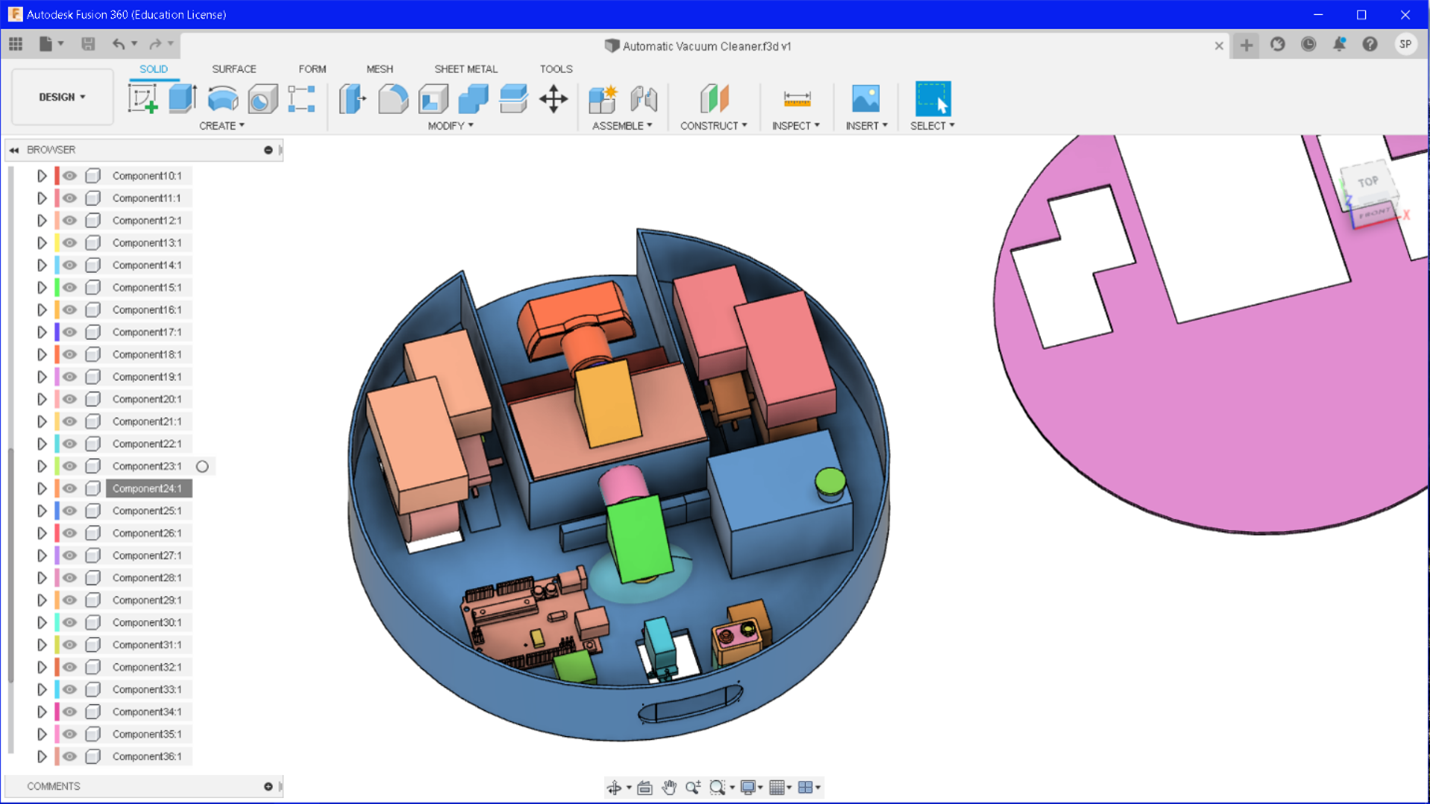 Autodesk Fusion 360 (Education License)
Automatic Vacuum Cleaner.f3d v1
SP
SOLID SURFACE FORM MESH SHEET METAL TOOLS
DESIGN
CREATE MODIFY ASSEMBLE CONSTRUCT INSPECT INSERT SELECT
BROWSER
Component10:1
Component11:1
Component12:1
Component13:1
Component14:1
Component15:1
Component16:1
Component17:1
Component18:1
Component19:1
Component20:1
Component21:1
Component22:1
Component23:1
Component24:1
Component25:1
Component26:1
Component27:1
Component28:1
Component29:1
Component30:1
Component31:1
Component32:1
Component33:1
Component34:1
Component35:1
Component36:1
TOP
Z
FRONT
X
COMMENTS